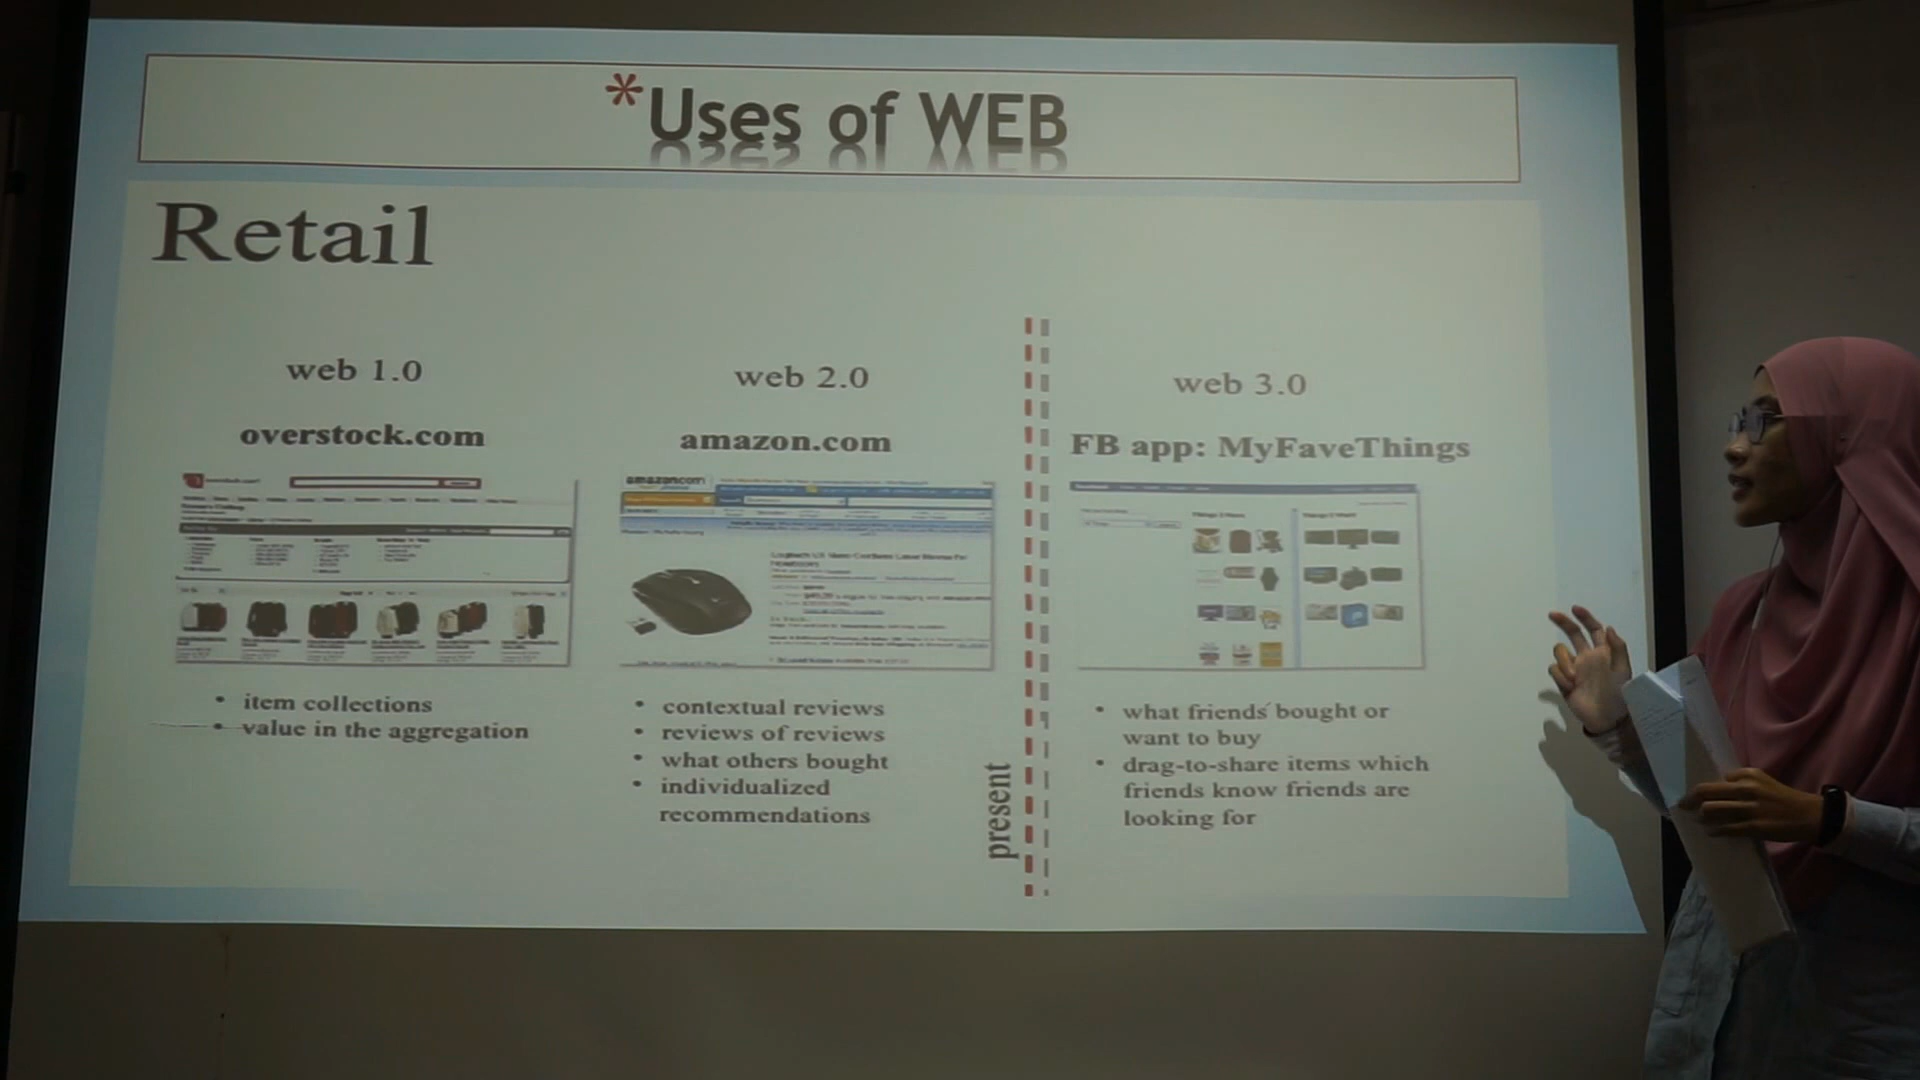 *Uses of WEB
Retail
web 1.0
overstock.com
• item collections
• value in the aggregation
web 2.0
amazon.com
amazoncom
• contextual reviews
• reviews of reviews
• what others bought
• individualized
recommendations
present
web 3.0
FB app: MyFaveThings
• what friends bought or
want to buy
• drag-to-share items which
friends know friends are
looking for